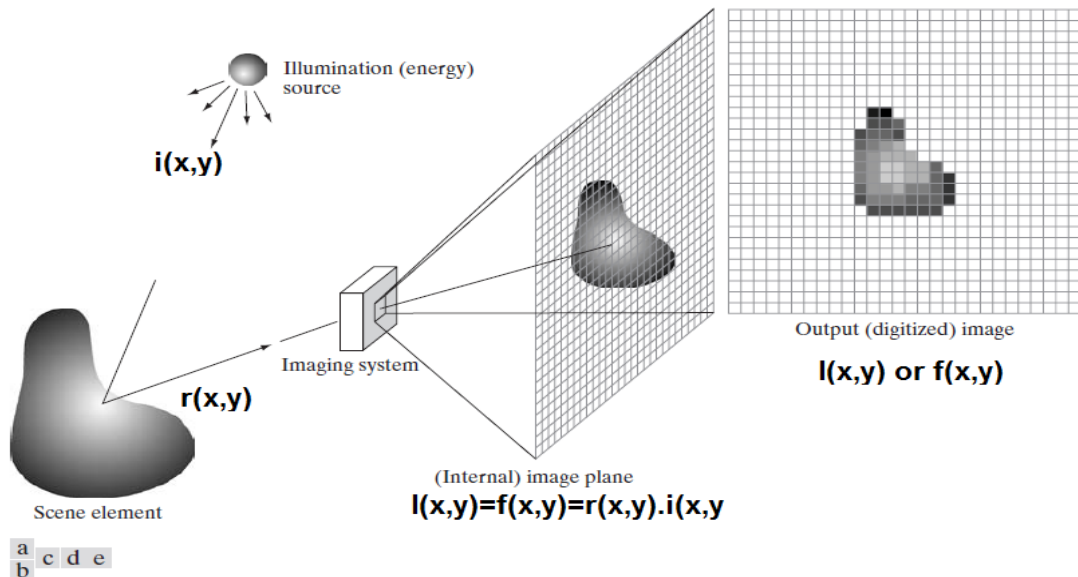 Illumination (energy)
source
i(x,y)
r(x,y)
Imaging system
Scene element
(Internal) image plane
I(x,y)=f(x,y)=r(x,y).i(x,y
Output (digitized) image
I(x,y) or f(x,y)
a
b
c d e